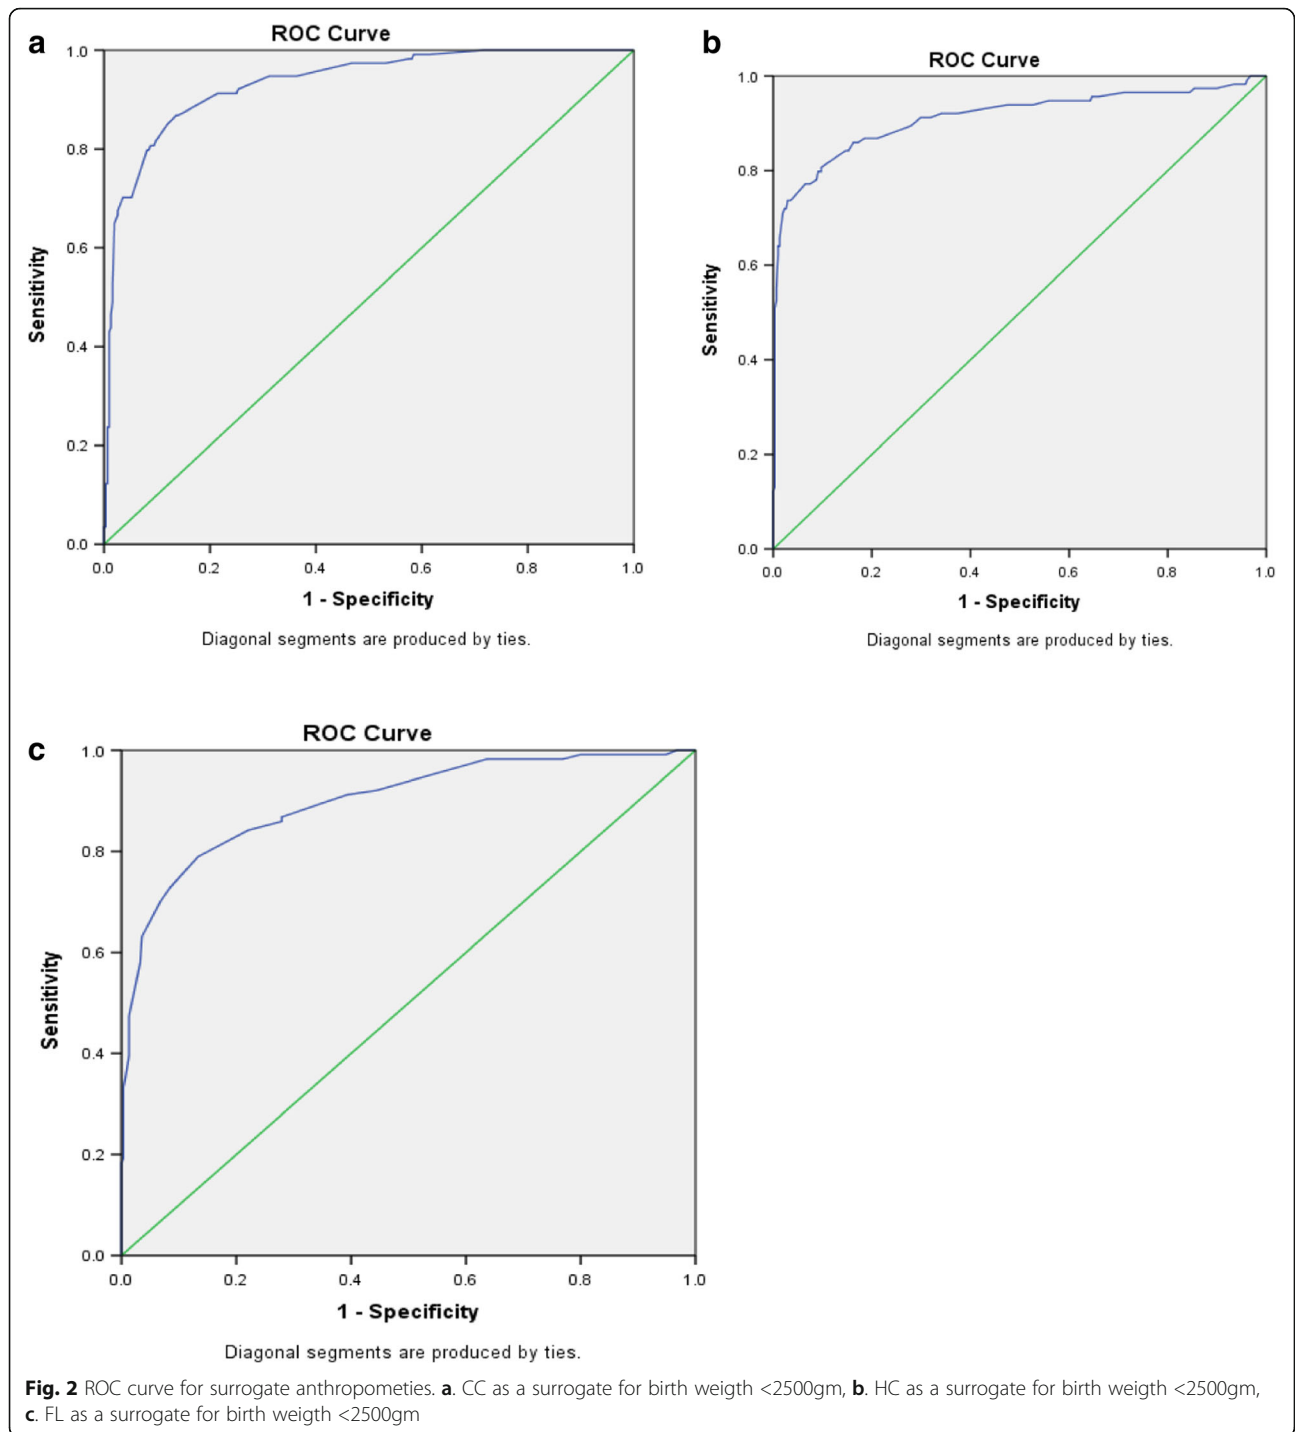 a
ROC Curve
1.0
0.8
0.6
0.4
0.2
0.0
Sensitivity
0.0 0.2 0.4 0.6 0.8 1.0
1 - Specificity
Diagonal segments are produced by ties.
b
ROC Curve
1.0
0.8
0.6
0.4
0.2
0.0
Sensitivity
0.0 0.2 0.4 0.6 0.8 1.0
1 - Specificity
Diagonal segments are produced by ties.
c
ROC Curve
1.0
0.8
0.6
0.4
0.2
0.0
Sensitivity
0.0 0.2 0.4 0.6 0.8 1.0
1 - Specificity
Diagonal segments are produced by ties.
Fig. 2 ROC curve for surrogate anthropometies. a. CC as a surrogate for birth weigth <2500gm, b. HC as a surrogate for birth weigth <2500gm,
c. FL as a surrogate for birth weigth <2500gm